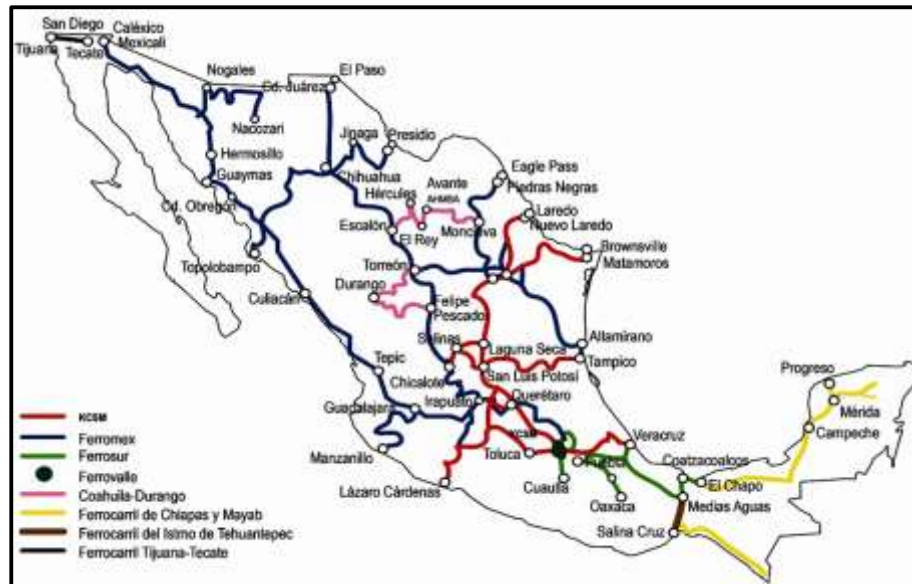 San Diego
Caléxico
Mexicali
Tijuana
Tecate
Nogales
El Paso
Cd. Juárez
Nacozari
Jinaga
Presidio
Hermosillo
Guaymas
Chihuahua
Hércules
Avante
AHMSA
Eagle Pass
Piedras Negras
Cd. Obregón
Escalón
El Rey
Monclova
Laredo
Nuevo Laredo
Brownsville
Matamoros
Topolobampo
Torreón
Durango
Culiacán
Felipe
Pescador
Salinas
Laguna Seca
Altamirano
Tampico
Tepic
Chicalote
San Luis Potosí
Progreso
Mérida
Guadalajara
Irapuato
Querétaro
Campeche
Manzanillo
Toluca
Veracruz
Coatzacoalcos
Lázaro Cárdenas
Cuautla
El Chapo
Oaxaca
Medias Aguas
Salina Cruz
KCSM
Ferromex
Ferrosur
Ferrovalle
Coahuila-Durango
Ferrocarril de Chiapas y Mayab
Ferrocarril del Istmo de Tehuantepec
Ferrocarril Tijuana-Tecate